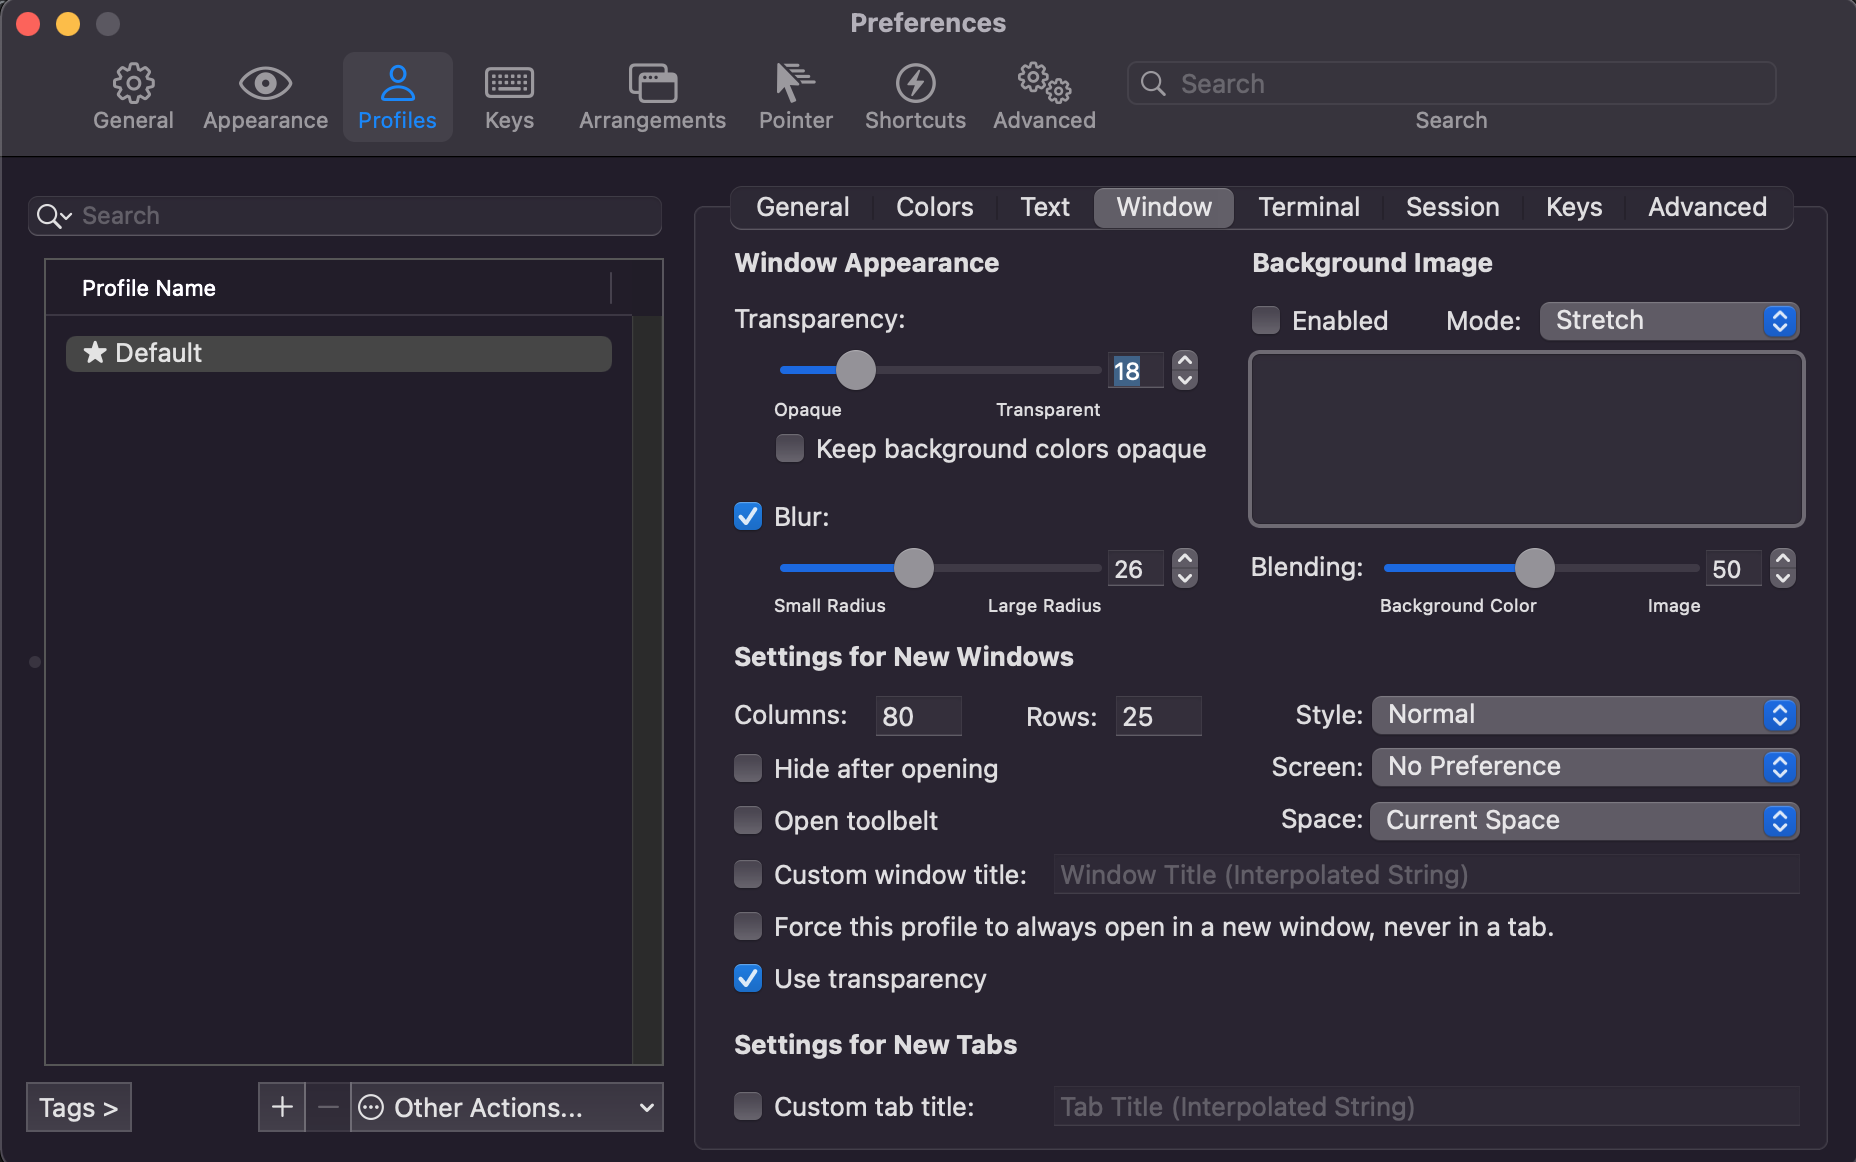 Preferences
General Appearance Profiles Keys Arrangements Pointer Shortcuts Advanced Search
Search
Search
Profile Name
Default
Tags >
+ − Other Actions...
General Colors Text Window Terminal Session Keys Advanced
Window Appearance
Transparency:
18
Opaque Transparent
Keep background colors opaque
Blur:
26
Small Radius Large Radius
Background Image
Enabled Mode: Stretch
Blending: 50
Background Color Image
Settings for New Windows
Columns: 80 Rows: 25 Style: Normal
Hide after opening Screen: No Preference
Open toolbelt Space: Current Space
Custom window title: Window Title (Interpolated String)
Force this profile to always open in a new window, never in a tab.
Use transparency
Settings for New Tabs
Custom tab title: Tab Title (Interpolated String)